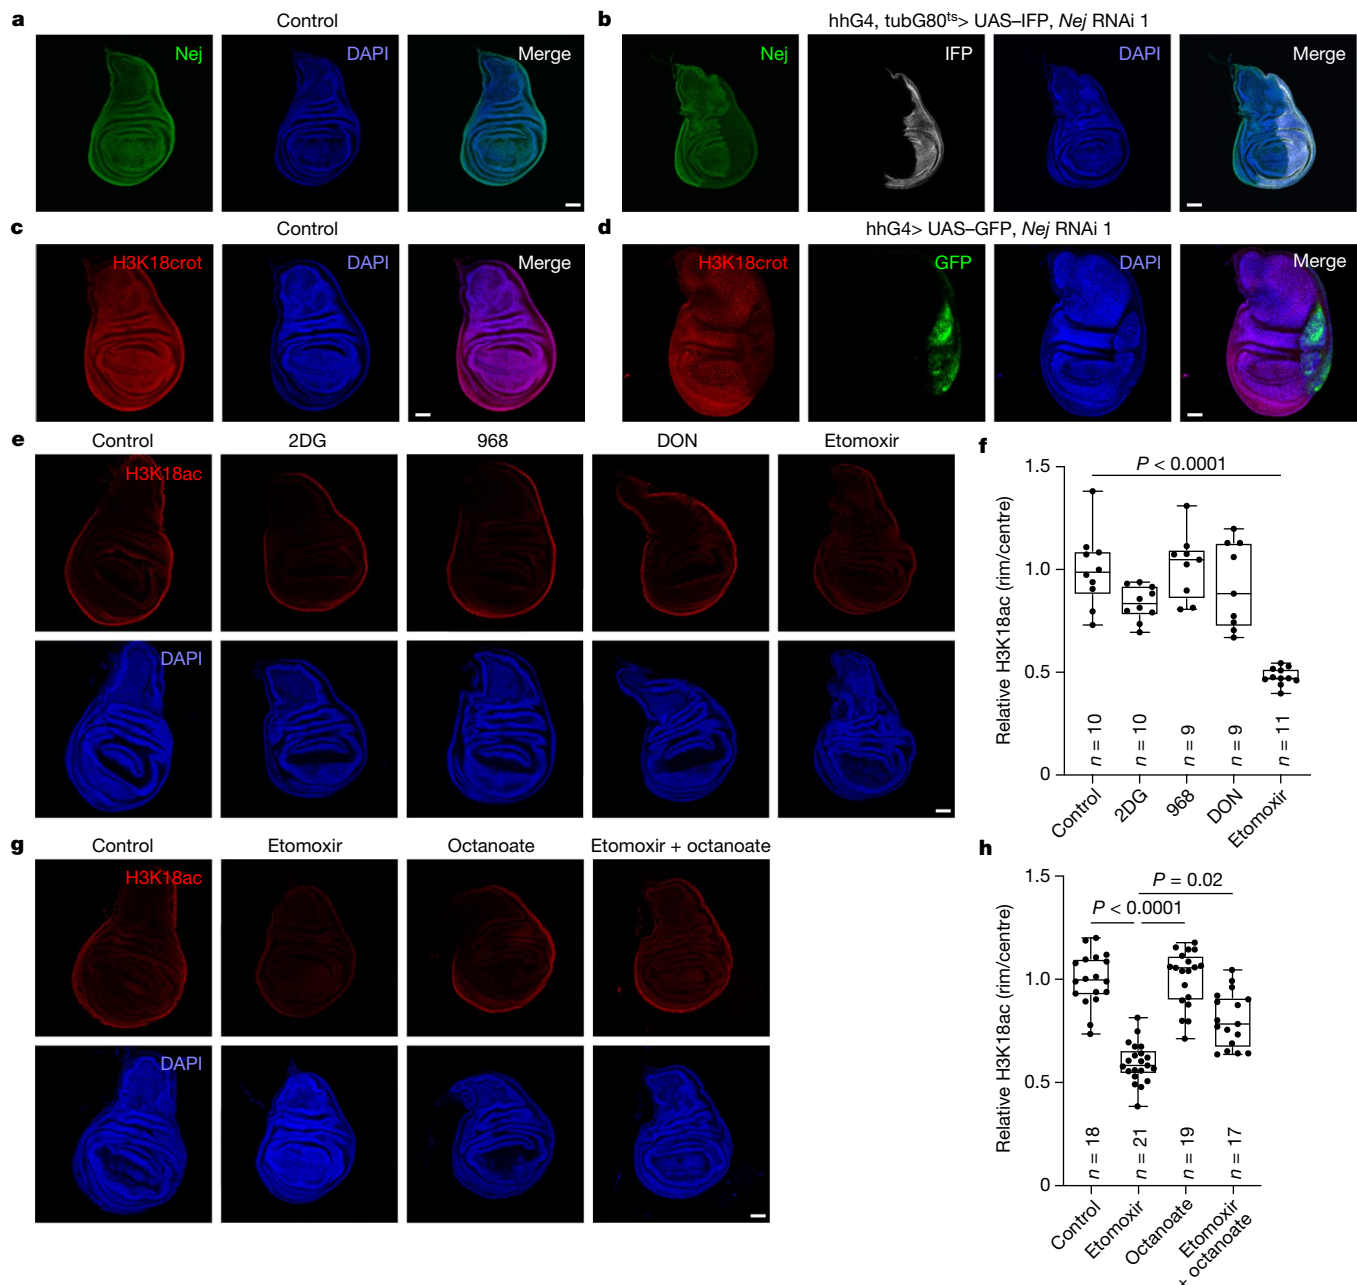 a
Control
Nej
DAPI
Merge
b
hhG4, tubG80ts> UAS–IFP, Nej RNAi 1
Nej
IFP
DAPI
Merge
c
Control
H3K18crot
DAPI
Merge
d
hhG4> UAS–GFP, Nej RNAi 1
H3K18crot
GFP
DAPI
Merge
e
Control
2DG
968
DON
Etomoxir
H3K18ac
DAPI
f
P < 0.0001
Relative H3K18ac (rim/centre)
1.5
1.0
0.5
0
n = 10
n = 10
n = 9
n = 9
n = 11
Control
2DG
968
DON
Etomoxir
g
Control
Etomoxir
Octanoate
Etomoxir + octanoate
H3K18ac
DAPI
h
P = 0.02
P < 0.0001
Relative H3K18ac (rim/centre)
1.5
1.0
0.5
0
n = 18
n = 21
n = 19
n = 17
Control
Etomoxir
Octanoate
Etomoxir
+ octanoate